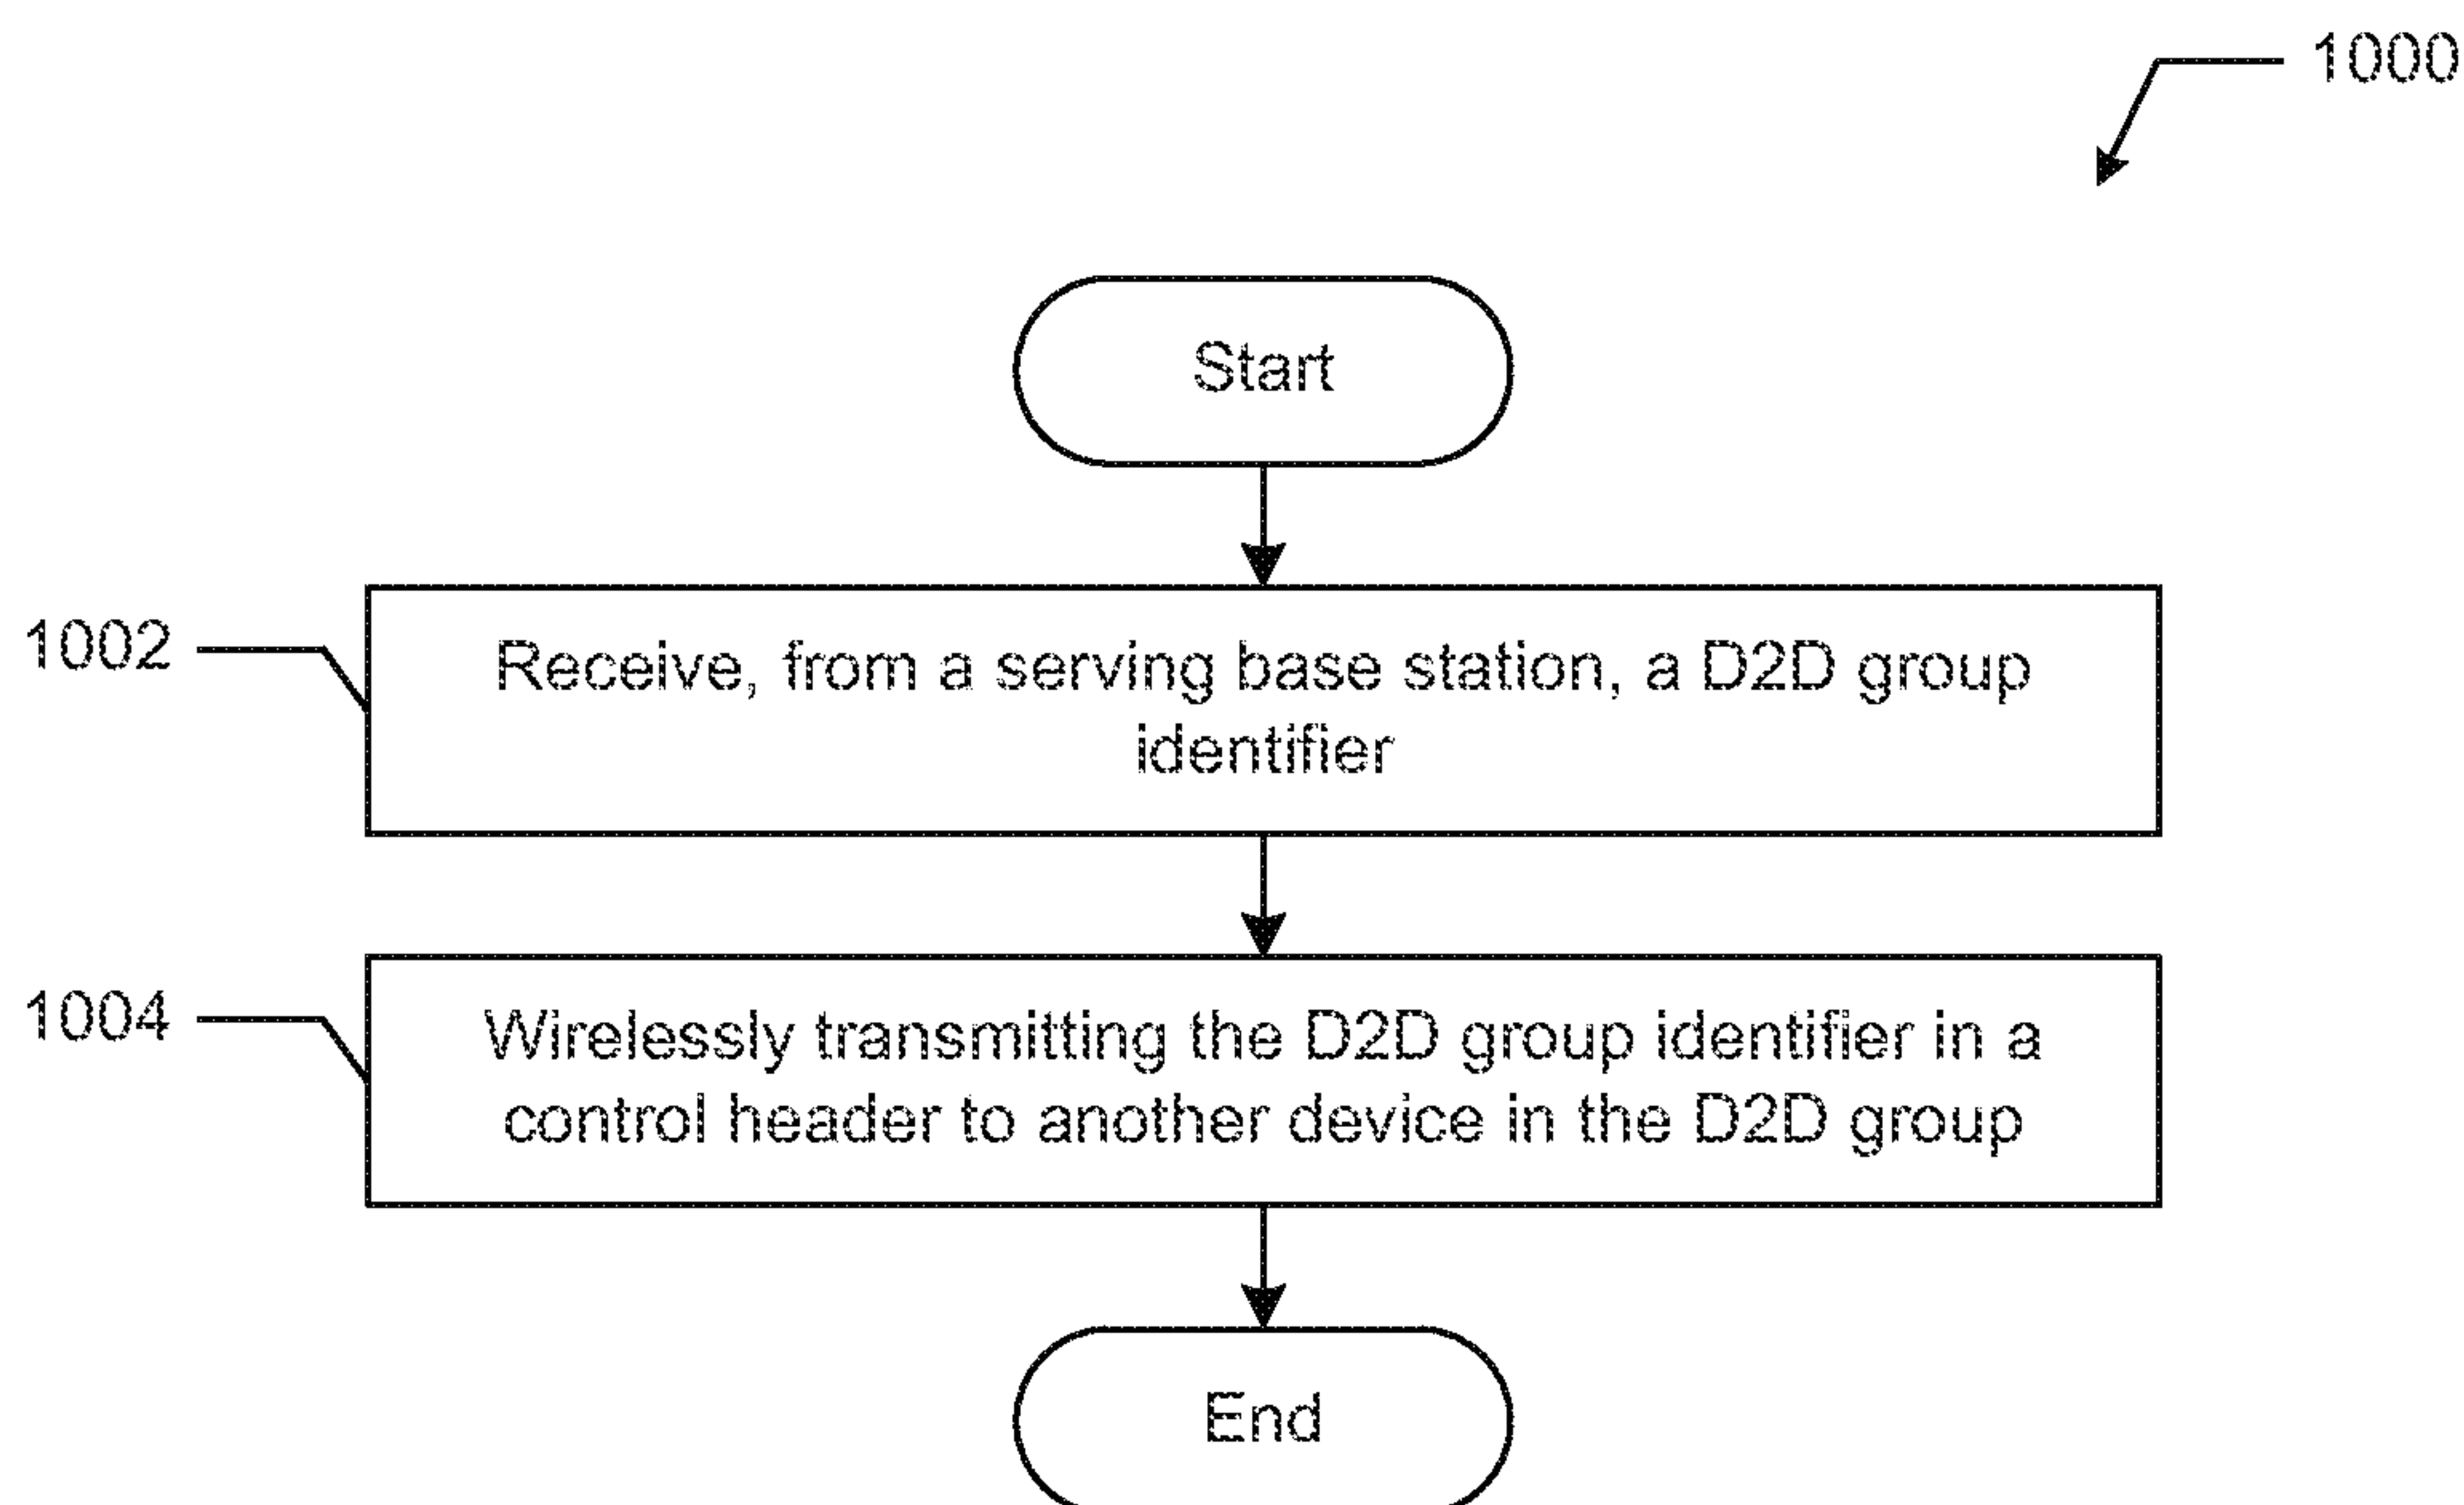 1000
Start
1002
Receive, from a serving base station, a D2D group
identifier
1004
Wirelessly transmitting the D2D group identifier in a
control header to another device in the D2D group
End